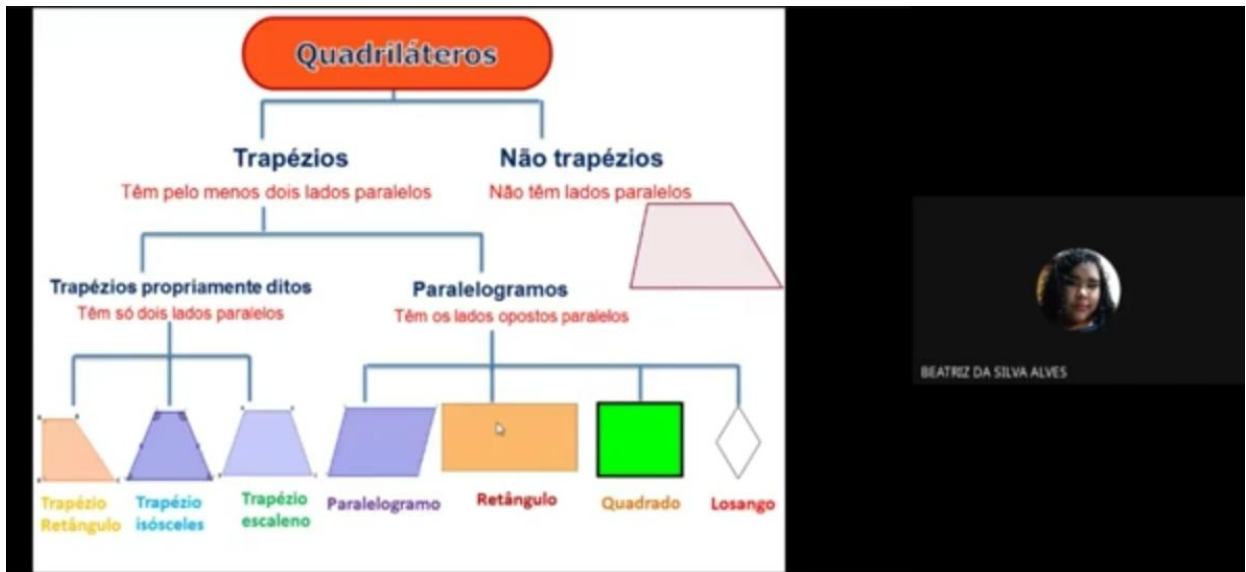 Quadriláteros
Trapézios
Não trapézios
Têm pelo menos dois lados paralelos
Não têm lados paralelos
Trapézios propriamente ditos
Paralelogramos
Têm só dois lados paralelos
Têm os lados opostos paralelos
Trapézio
Retângulo
Trapézio
isósceles
Trapézio
escaleno
Paralelogramo
Retângulo
Quadrado
Losango
BEATRIZ DA SILVA ALVES